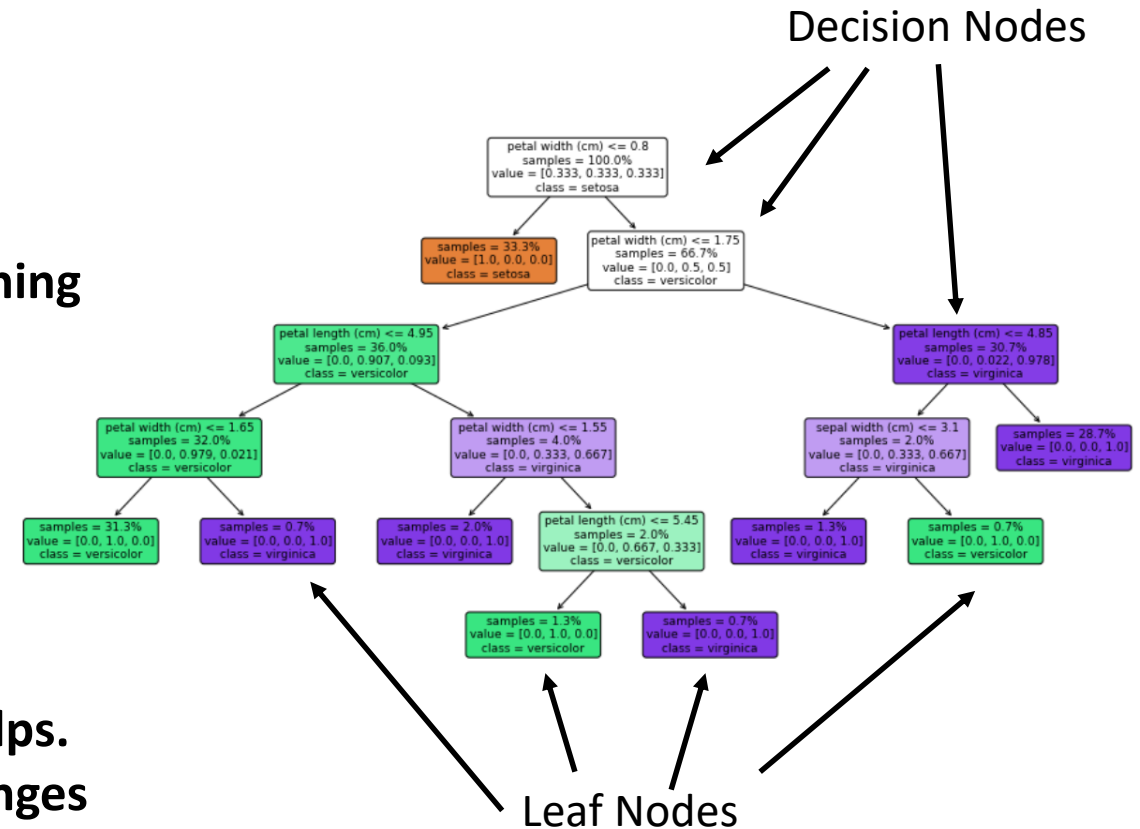 Decision Nodes
petal width (cm) <= 0.8
samples = 100.0%
value = [0.333, 0.333, 0.333]
class = setosa
samples = 33.3%
value = [1.0, 0.0, 0.0]
class = setosa
petal width (cm) <= 1.75
samples = 66.7%
value = [0.0, 0.5, 0.5]
class = versicolor
ning
petal length (cm) <= 4.95
samples = 36.0%
value = [0.0, 0.907, 0.093]
class = versicolor
petal length (cm) <= 4.85
samples = 30.7%
value = [0.0, 0.022, 0.978]
class = virginica
petal width (cm) <= 1.65
samples = 32.0%
value = [0.0, 0.979, 0.021]
class = versicolor
petal width (cm) <= 1.55
samples = 4.0%
value = [0.0, 0.333, 0.667]
class = virginica
sepal width (cm) <= 3.1
samples = 2.0%
value = [0.0, 0.333, 0.667]
class = virginica
samples = 28.7%
value = [0.0, 0.0, 1.0]
class = virginica
samples = 31.3%
value = [0.0, 1.0, 0.0]
class = versicolor
samples = 0.7%
value = [0.0, 0.0, 1.0]
class = virginica
samples = 2.0%
value = [0.0, 0.0, 1.0]
class = virginica
petal length (cm) <= 5.45
samples = 2.0%
value = [0.0, 0.667, 0.333]
class = versicolor
samples = 1.3%
value = [0.0, 0.0, 1.0]
class = virginica
samples = 0.7%
value = [0.0, 1.0, 0.0]
class = versicolor
samples = 1.3%
value = [0.0, 1.0, 0.0]
class = versicolor
samples = 0.7%
value = [0.0, 0.0, 1.0]
class = virginica
lps.
nges
Leaf Nodes